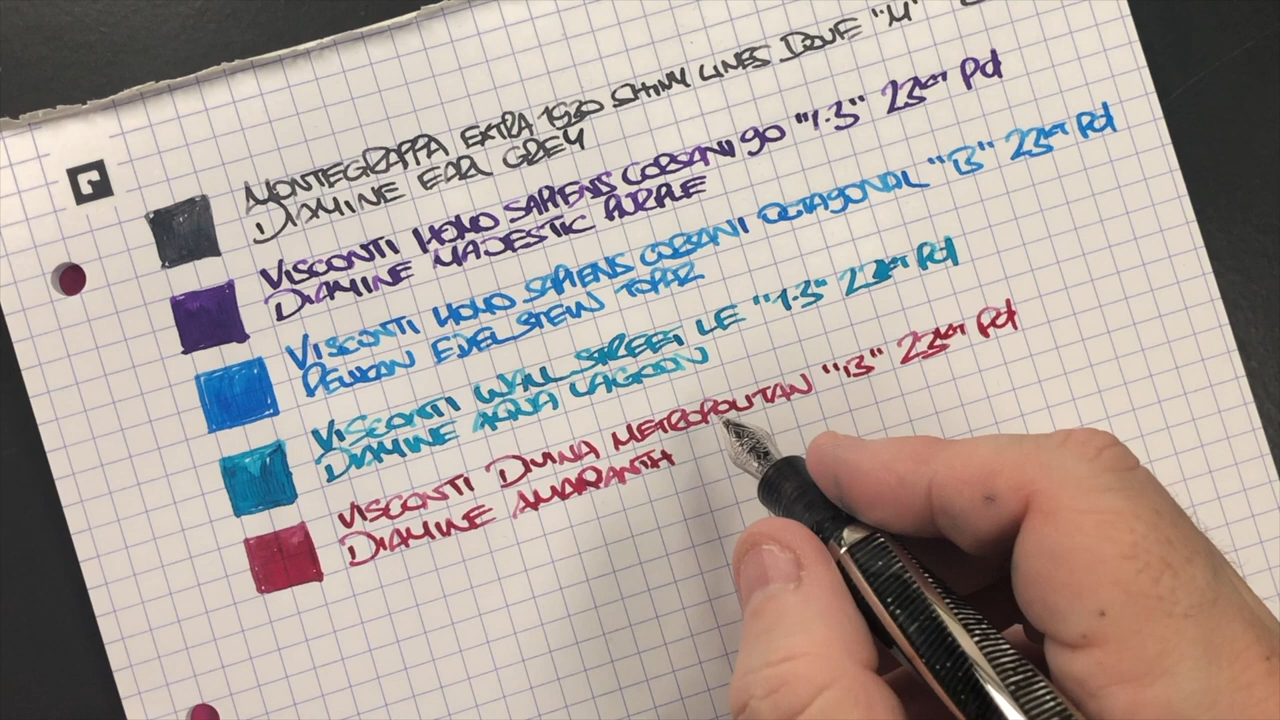 MONTEGRAPPA EXTRA 1930 SHINY LINES DOUE "M"
DIAMINE EARL GREY
VISCONTI HOMO SAPIENS CORSANI 90 "1.3" 23KT Pd
DIAMINE MAJESTIC PURPLE
VISCONTI HOMO SAPIENS CORSANI OCTAGONAL "B" 23KT Pd
PELIKAN EDELSTEIN TOPAZ
VISCONTI WALL STREET LE "1.3" 23KT Pd
DIAMINE AQUA LAGOON
VISCONTI DIVINA METROPOLITAN "B" 23KT Pd
DIAMINE AMARANTH